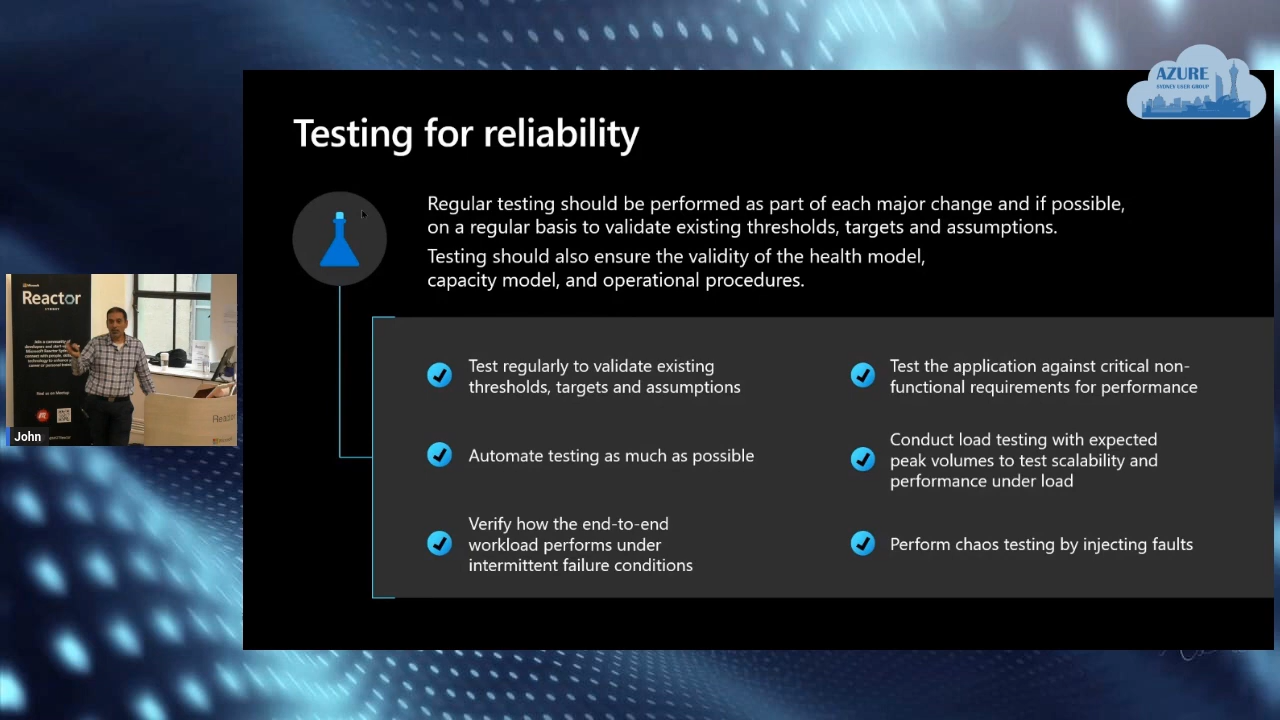 AZURE
SYDNEY USER GROUP
Testing for reliability
Regular testing should be performed as part of each major change and if possible,
on a regular basis to validate existing thresholds, targets and assumptions.
Testing should also ensure the validity of the health model,
capacity model, and operational procedures.
Test regularly to validate existing
thresholds, targets and assumptions
Automate testing as much as possible
Verify how the end-to-end
workload performs under
intermittent failure conditions
Test the application against critical non-
functional requirements for performance
Conduct load testing with expected
peak volumes to test scalability and
performance under load
Perform chaos testing by injecting faults
Microsoft
Reactor
SYDNEY
John